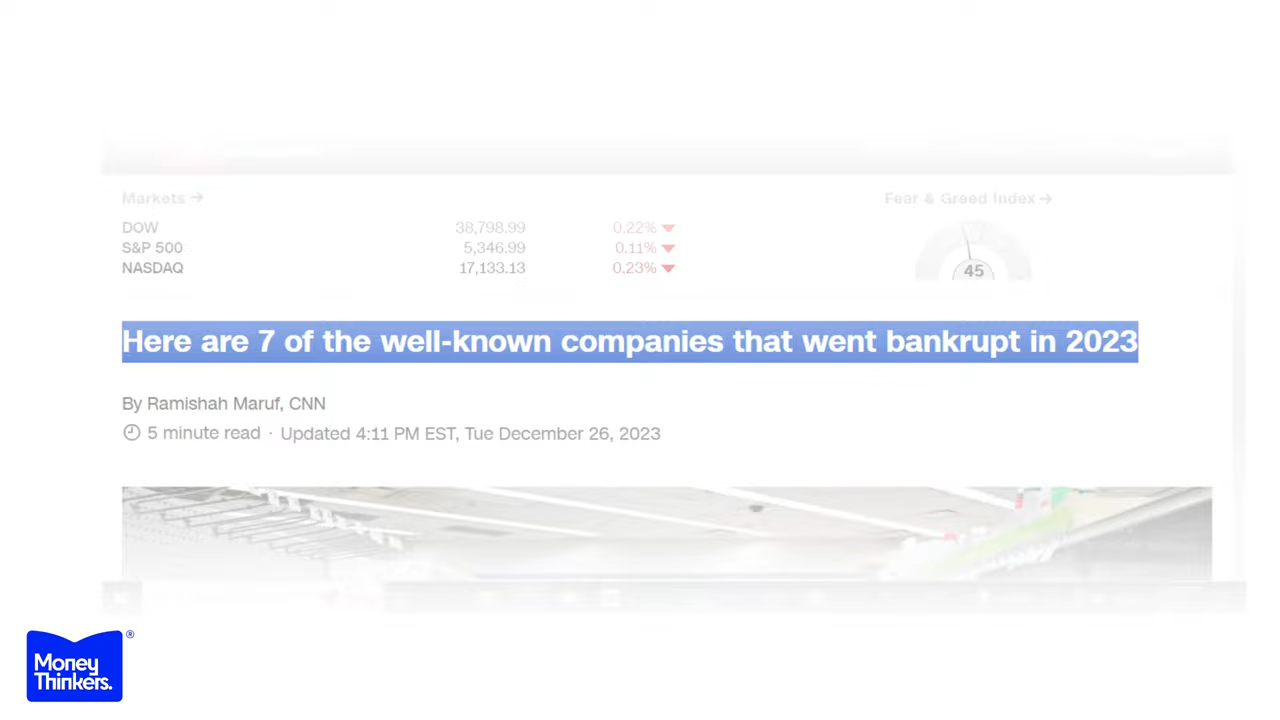 Markets →
Fear & Greed Index →
DOW 38,798.99 0.22% ▼
S&P 500 5,346.99 0.11% ▼
NASDAQ 17,133.13 0.23% ▼
45
Here are 7 of the well-known companies that went bankrupt in 2023
By Ramishah Maruf, CNN
5 minute read · Updated 4:11 PM EST, Tue December 26, 2023
Money
Thinkers.
®